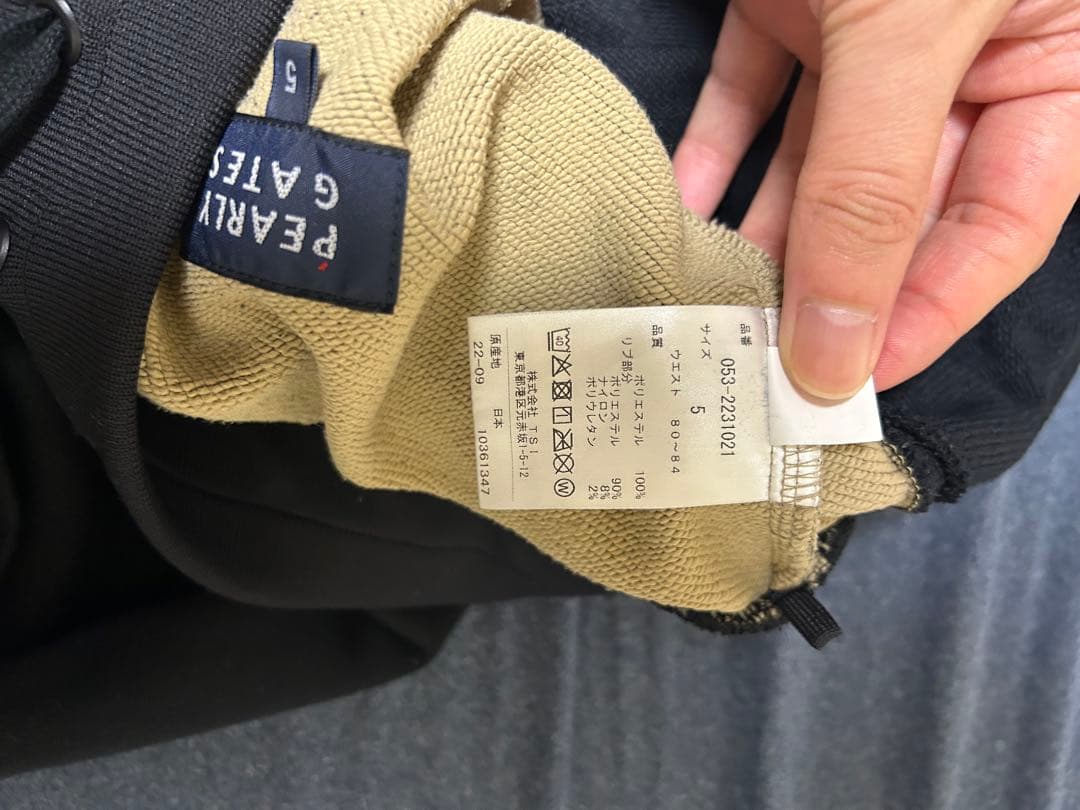 5
PEARLY
GATES
品番 053-2231021
サイズ 5
ウエスト 80~84
品質
ポリエステル 100%
リブ部分 ポリエステル 90%
ナイロン 8%
ポリウレタン 2%
40
W
株式会社 TSI
東京都港区元赤坂1-5-12
原産地 日本
22-09 10361347